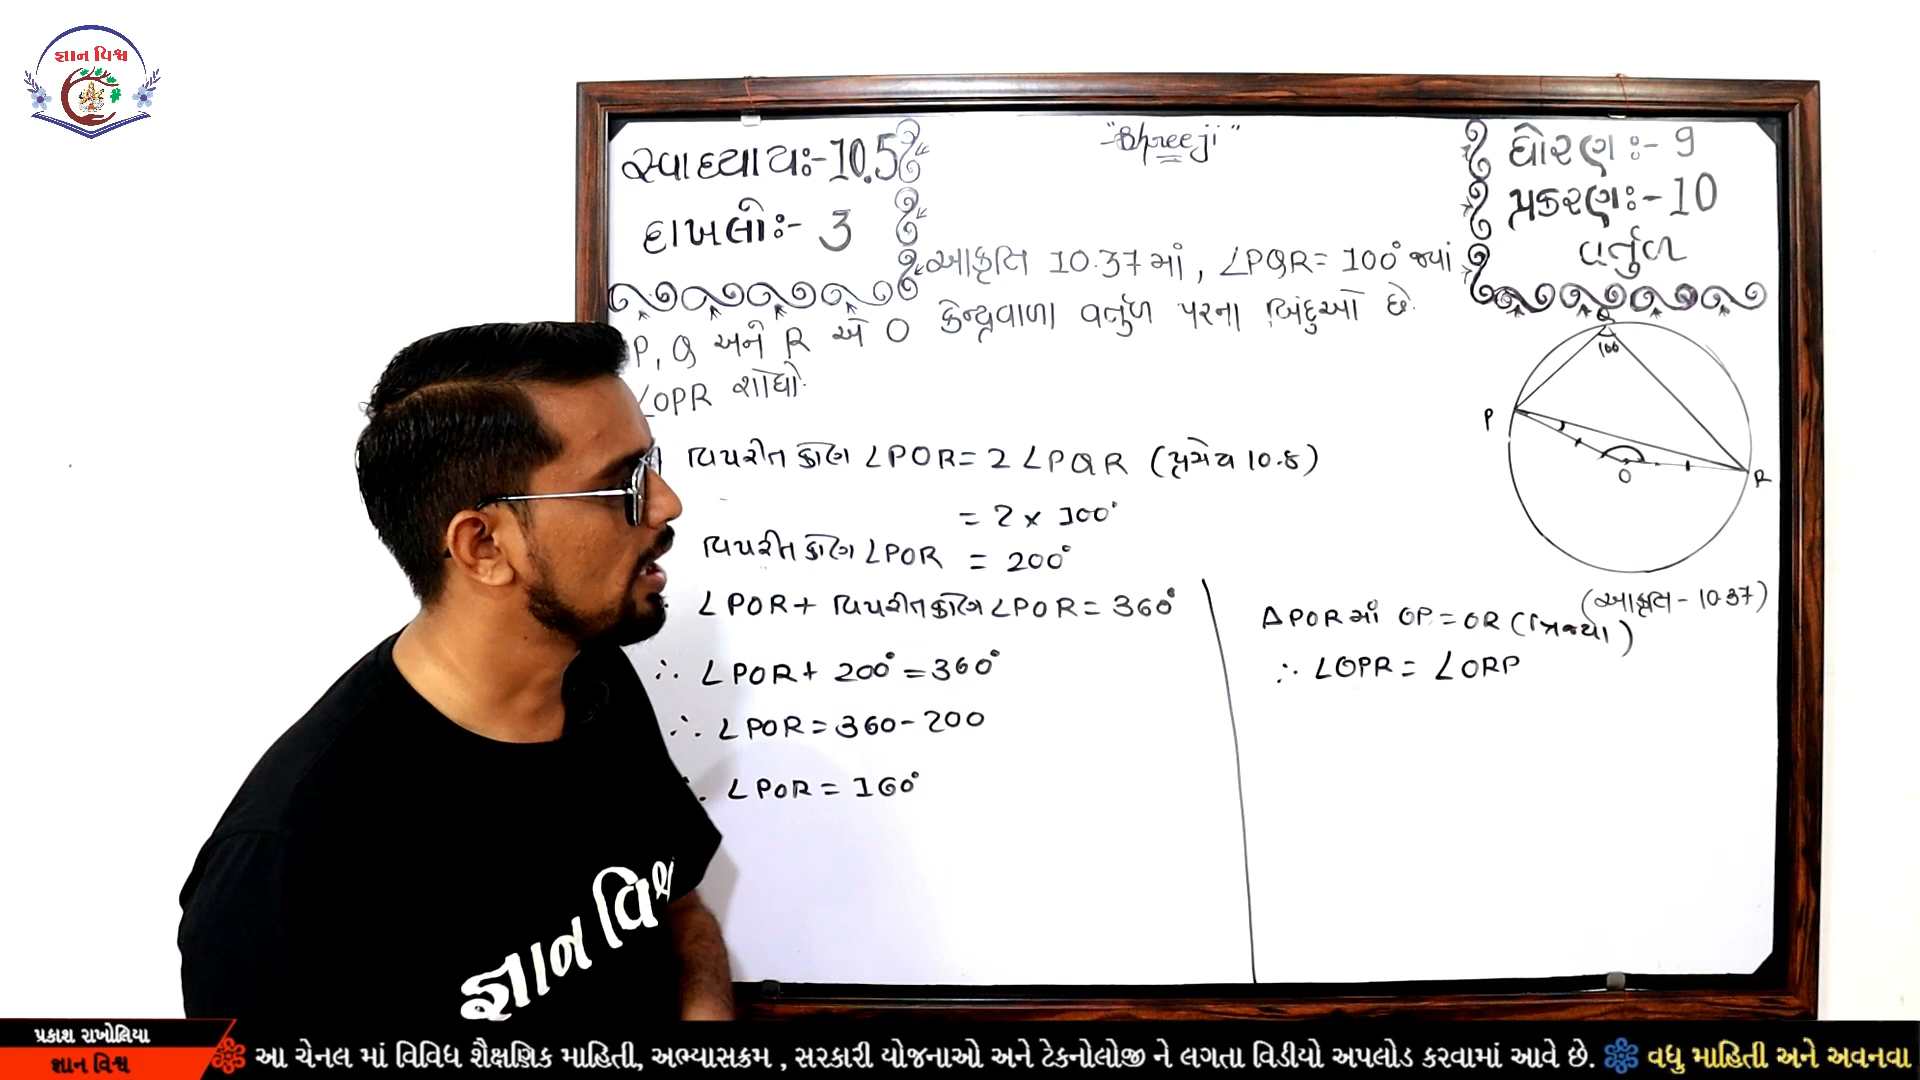 જ્ઞાન વિશ્વ
"Shreeji"
સ્વાધ્યાયઃ-10.5
દાખલોઃ- 3
ધોરણઃ- 9
પ્રકરણઃ-10
વર્તુળ
આકૃતિ 10.37માં, ∠PQR= 100° જ્યાં
P, Q અને R એ O કેન્દ્રવાળા વર્તુળ પરના બિંદુઓ છે.
∠OPR શોધો.
વિપરીત કોણ ∠POR= 2 ∠PQR (પ્રમેય 10.8)
= 2 x 100°
વિપરીત કોણ ∠POR = 200°
∠POR+ વિપરીત કોણ ∠POR= 360°
∴ ∠POR+ 200°=360°
∴ ∠POR=360-200
∴ ∠POR=160°
Q
100
P
O
R
(આકૃતિ - 10.37)
ΔPORમાં OP=OR (ત્રિજ્યા)
∴ ∠OPR= ∠ORP
જ્ઞાન વિશ્વ
પ્રકાશ રાખોલિયા
જ્ઞાન વિશ્વ
આ ચેનલ માં વિવિધ શૈક્ષણિક માહિતી, અભ્યાસક્રમ , સરકારી યોજનાઓ અને ટેકનોલોજી ને લગતા વિડીયો અપલોડ કરવામાં આવે છે. વધુ માહિતી અને અવનવા